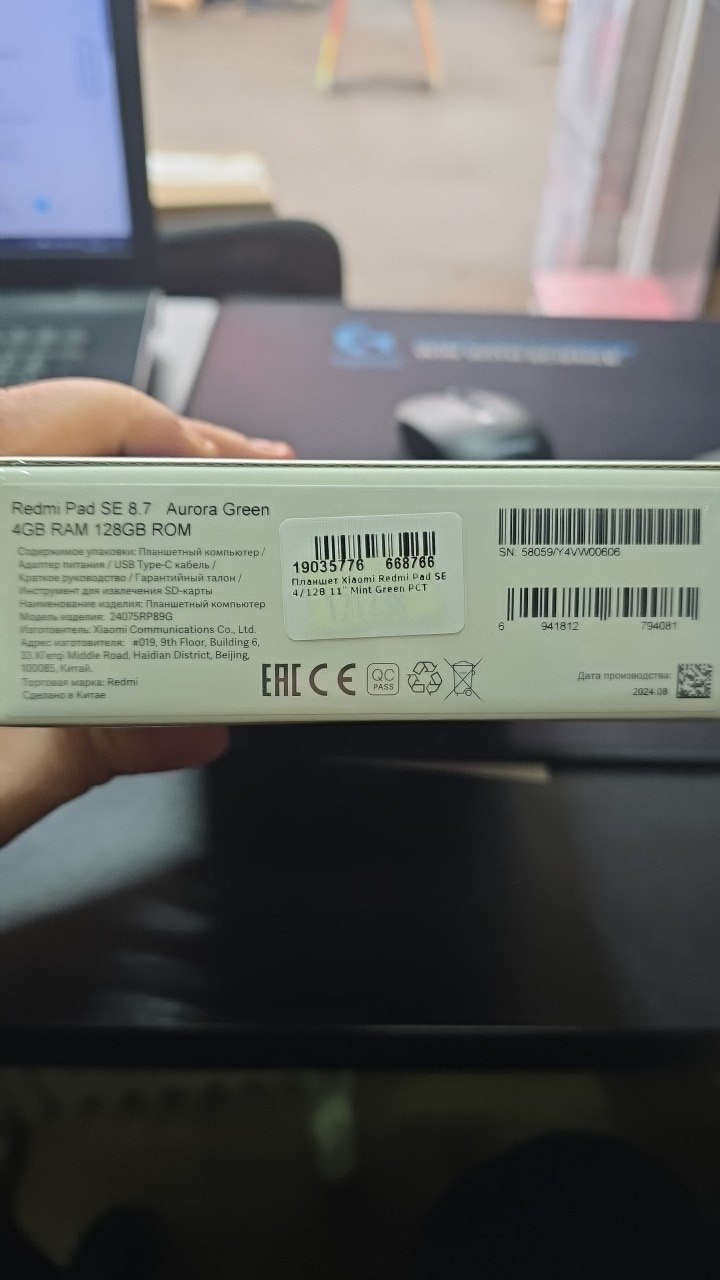 Redmi Pad SE 8.7 Aurora Green
4GB RAM 128GB ROM
Содержимое упаковки: Планшетный компьютер /
Адаптер питания / USB Type-C кабель /
Краткое руководство / Гарантийный талон /
Инструмент для извлечения SD-карты
Наименование изделия: Планшетный компьютер
Модель изделия: 24075RP89G
Изготовитель: Xiaomi Communications Co., Ltd.
Адрес изготовителя: #019, 9th Floor, Building 6,
33 Xi'erqi Middle Road, Haidian District, Beijing,
100085, Китай.
Торговая марка: Redmi
Сделано в Китае
19035776 668766
Планшет Xiaomi Redmi Pad SE
4/128 11" Mint Green РСТ
EAC CE QC
PASS
SN: 58059/Y4VW00606
6 941812 794081
Дата производства:
2024.08